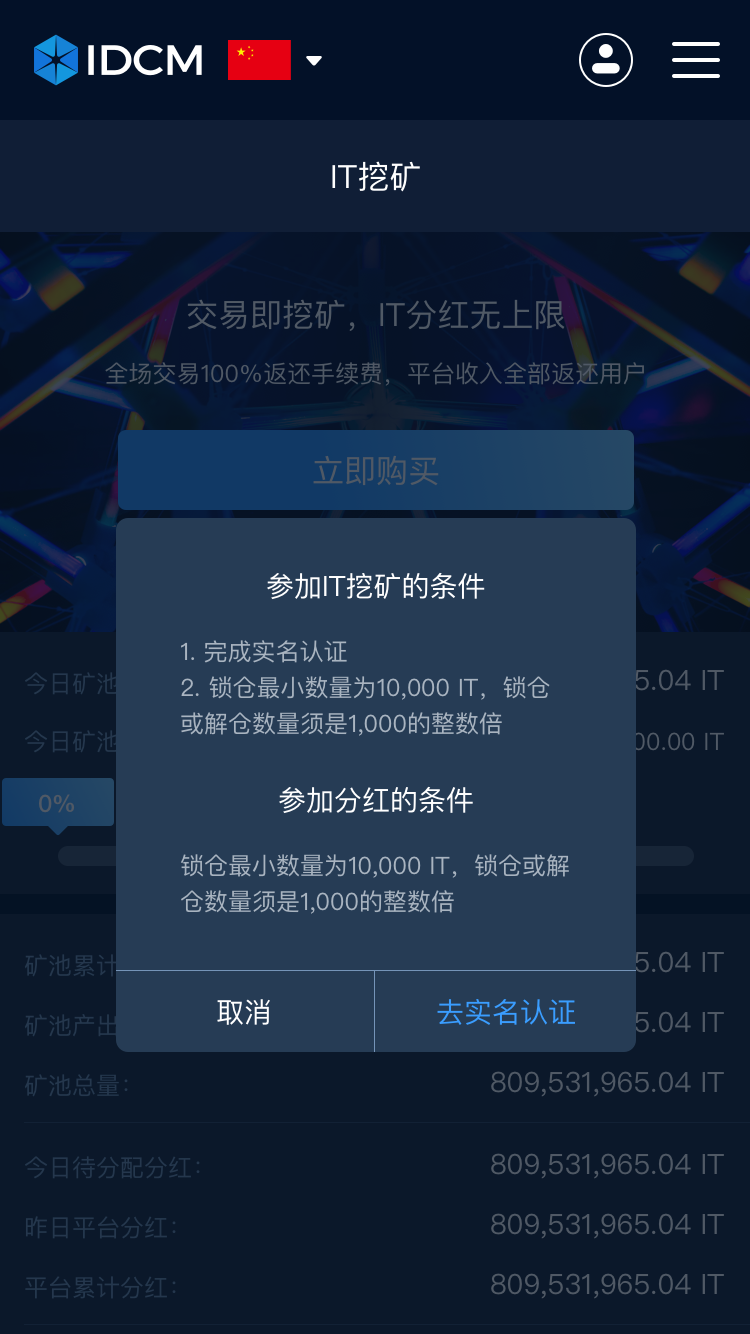 IDCM
IT挖矿
交易即挖矿，IT分红无上限
全场交易100%返还手续费，平台收入全部返还用户
立即购买
参加IT挖矿的条件
1. 完成实名认证
2. 锁仓最小数量为10,000 IT，锁仓
或解仓数量须是1,000的整数倍
参加分红的条件
锁仓最小数量为10,000 IT，锁仓或解
仓数量须是1,000的整数倍
取消
去实名认证
今日矿池
5.04 IT
今日矿池
00.00 IT
0%
矿池累计
5.04 IT
矿池产出
5.04 IT
矿池总量：
809,531,965.04 IT
今日待分配分红：
809,531,965.04 IT
昨日平台分红：
809,531,965.04 IT
平台累计分红：
809,531,965.04 IT